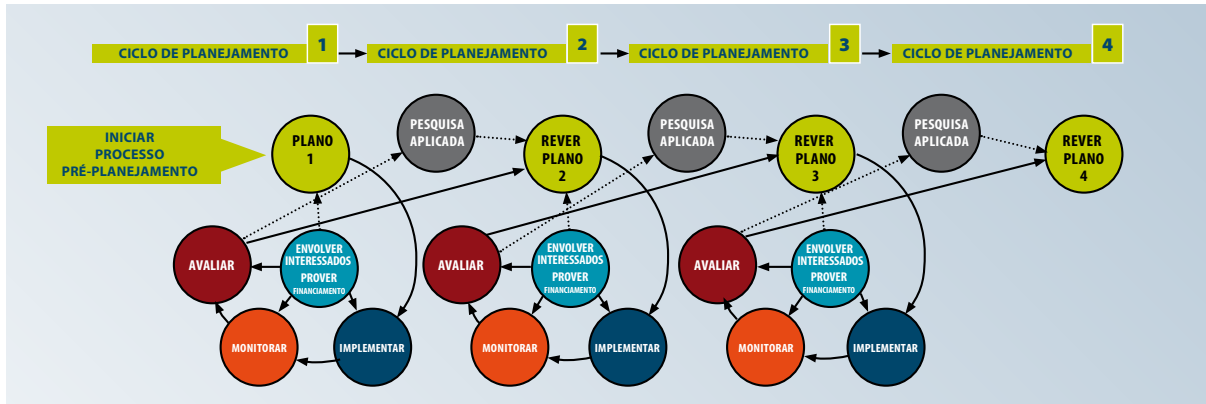 CICLO DE PLANEJAMENTO 1
CICLO DE PLANEJAMENTO 2
CICLO DE PLANEJAMENTO 3
CICLO DE PLANEJAMENTO 4
INICIAR
PROCESSO
PRÉ-PLANEJAMENTO
PLANO
1
PESQUISA
APLICADA
REVER
PLANO
2
PESQUISA
APLICADA
REVER
PLANO
3
PESQUISA
APLICADA
REVER
PLANO
4
AVALIAR
ENVOLVER
INTERESSADOS
PROVER
FINANCIAMENTO
MONITORAR
IMPLEMENTAR
AVALIAR
ENVOLVER
INTERESSADOS
PROVER
FINANCIAMENTO
MONITORAR
IMPLEMENTAR
AVALIAR
ENVOLVER
INTERESSADOS
PROVER
FINANCIAMENTO
MONITORAR
IMPLEMENTAR